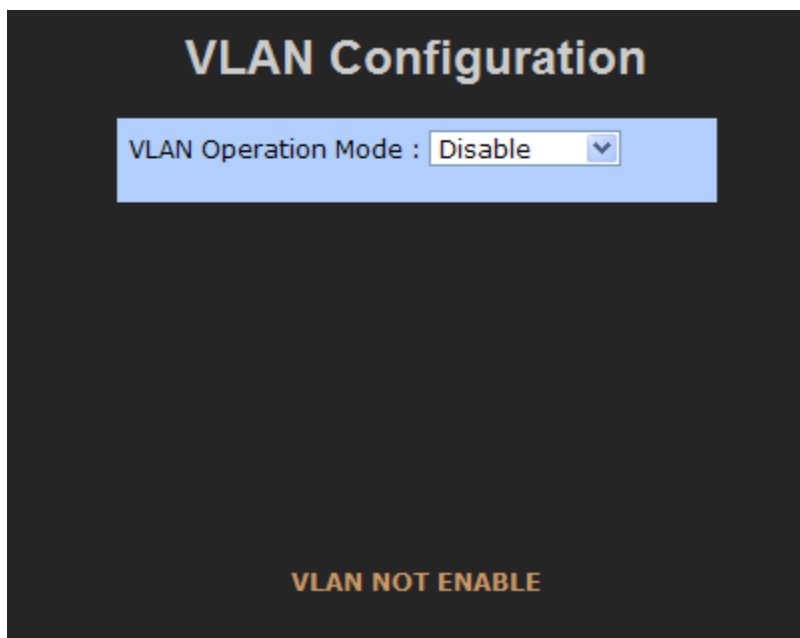 VLAN Configuration
VLAN Operation Mode : Disable
VLAN NOT ENABLE